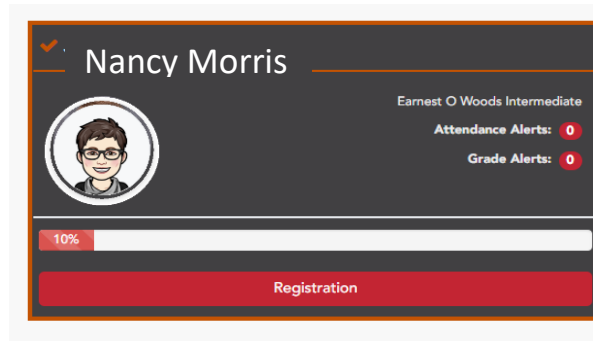 Nancy Morris
Earnest O Woods Intermediate
Attendance Alerts: 0
Grade Alerts: 0
10%
Registration